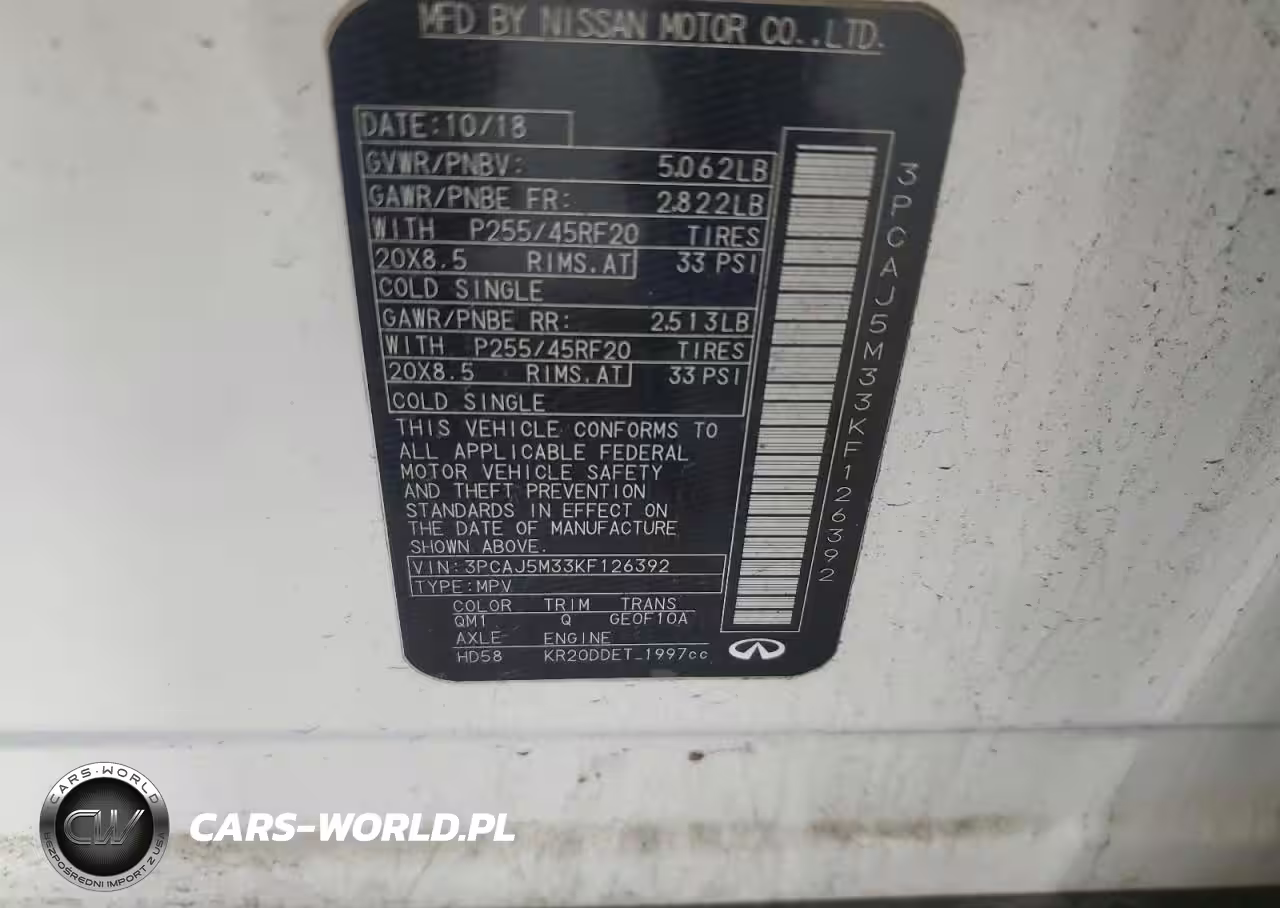 MFD BY NISSAN MOTOR CO.,LTD.
DATE:10/18
GVWR/PNBV: 5.062LB
GAWR/PNBE FR: 2.822LB
WITH P255/45RF20 TIRES
20X8.5 RIMS.AT 33 PSI
COLD SINGLE
GAWR/PNBE RR: 2.513LB
WITH P255/45RF20 TIRES
20X8.5 RIMS.AT 33 PSI
COLD SINGLE
THIS VEHICLE CONFORMS TO
ALL APPLICABLE FEDERAL
MOTOR VEHICLE SAFETY
AND THEFT PREVENTION
STANDARDS IN EFFECT ON
THE DATE OF MANUFACTURE
SHOWN ABOVE.
VIN:3PCAJ5M33KF126392
TYPE:MPV
COLOR TRIM TRANS
QM1 Q GE0F10A
AXLE ENGINE
HD58 KR20DDET_1997cc
3PCAJ5M33KF126392
CARS-WORLD
CW
BEZPOŚREDNI IMPORT Z USA
CARS-WORLD.PL